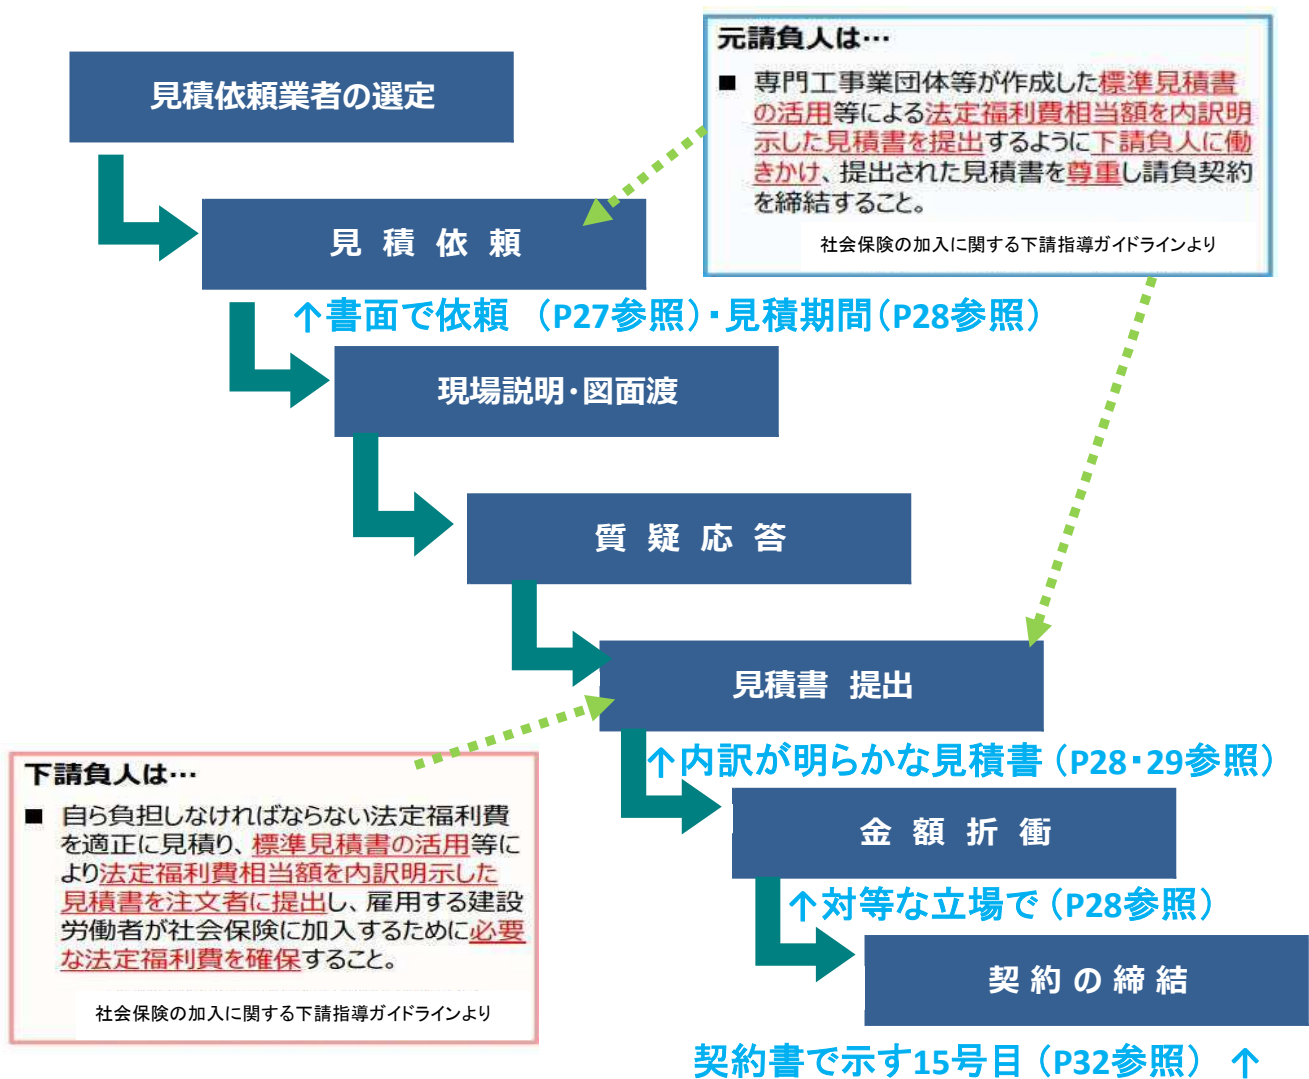 見積依頼業者の選定
元請負人は…
■ 専門工事業団体等が作成した標準見積書
の活用等による法定福利費相当額を内訳明
示した見積書を提出するように下請負人に働
きかけ、提出された見積書を尊重し請負契約
を締結すること。
社会保険の加入に関する下請指導ガイドラインより
見 積 依 頼
↑書面で依頼 （P27参照）・見積期間（P28参照）
現場説明・図面渡
質 疑 応 答
見積書 提出
↑内訳が明らかな見積書（P28・29参照）
下請負人は…
■ 自ら負担しなければならない法定福利費
を適正に見積り、標準見積書の活用等に
より法定福利費相当額を内訳明示した
見積書を注文者に提出し、雇用する建設
労働者が社会保険に加入するために必要
な法定福利費を確保すること。
社会保険の加入に関する下請指導ガイドラインより
金 額 折 衝
↑対等な立場で（P28参照）
契 約 の 締 結
契約書で示す15号目（P32参照） ↑